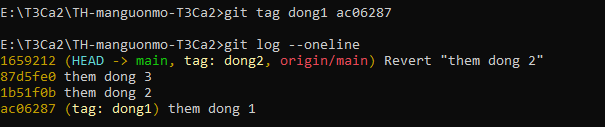 E:\T3Ca2\TH-manguonmo-T3Ca2>git tag dong1 ac06287
E:\T3Ca2\TH-manguonmo-T3Ca2>git log --oneline
1659212 (HEAD -> main, tag: dong2, origin/main) Revert "them dong 2"
87d5fe0 them dong 3
1b51f0b them dong 2
ac06287 (tag: dong1) them dong 1